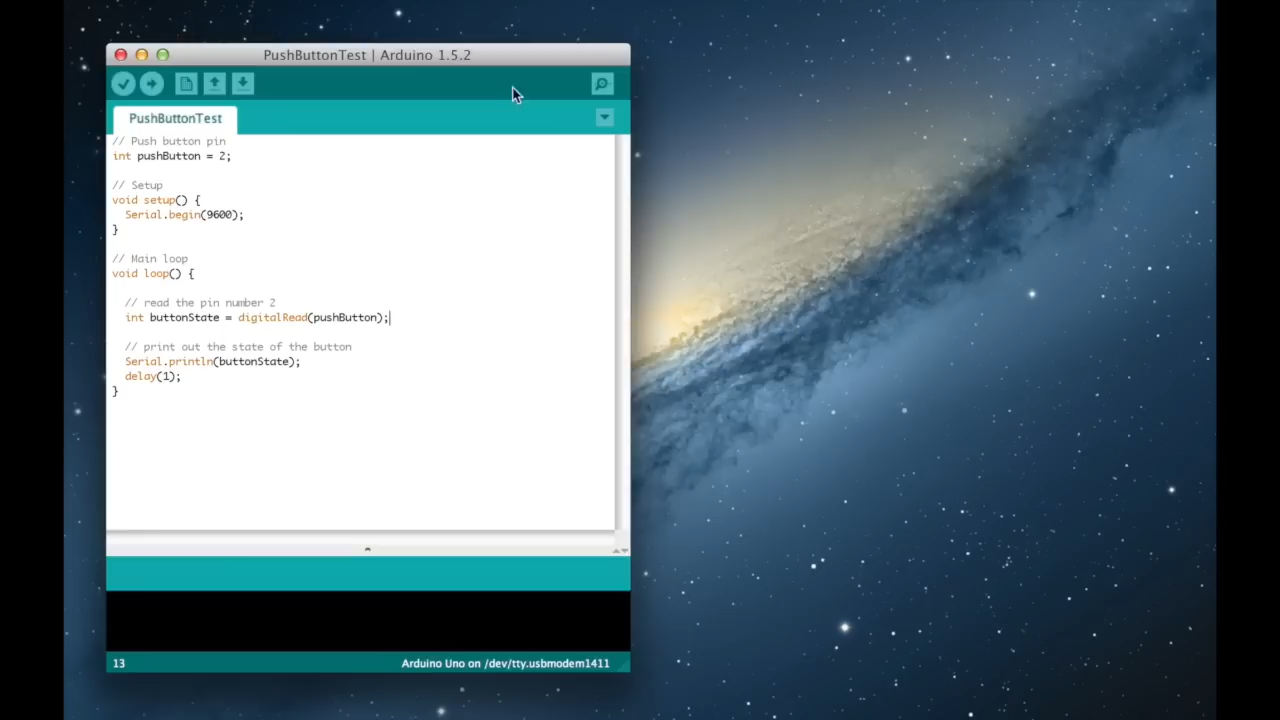 PushButtonTest | Arduino 1.5.2
PushButtonTest
// Push button pin
int pushButton = 2;
// Setup
void setup() {
Serial.begin(9600);
}
// Main loop
void loop() {
// read the pin number 2
int buttonState = digitalRead(pushButton);
// print out the state of the button
Serial.println(buttonState);
delay(1);
}
13
Arduino Uno on /dev/tty.usbmodem1411